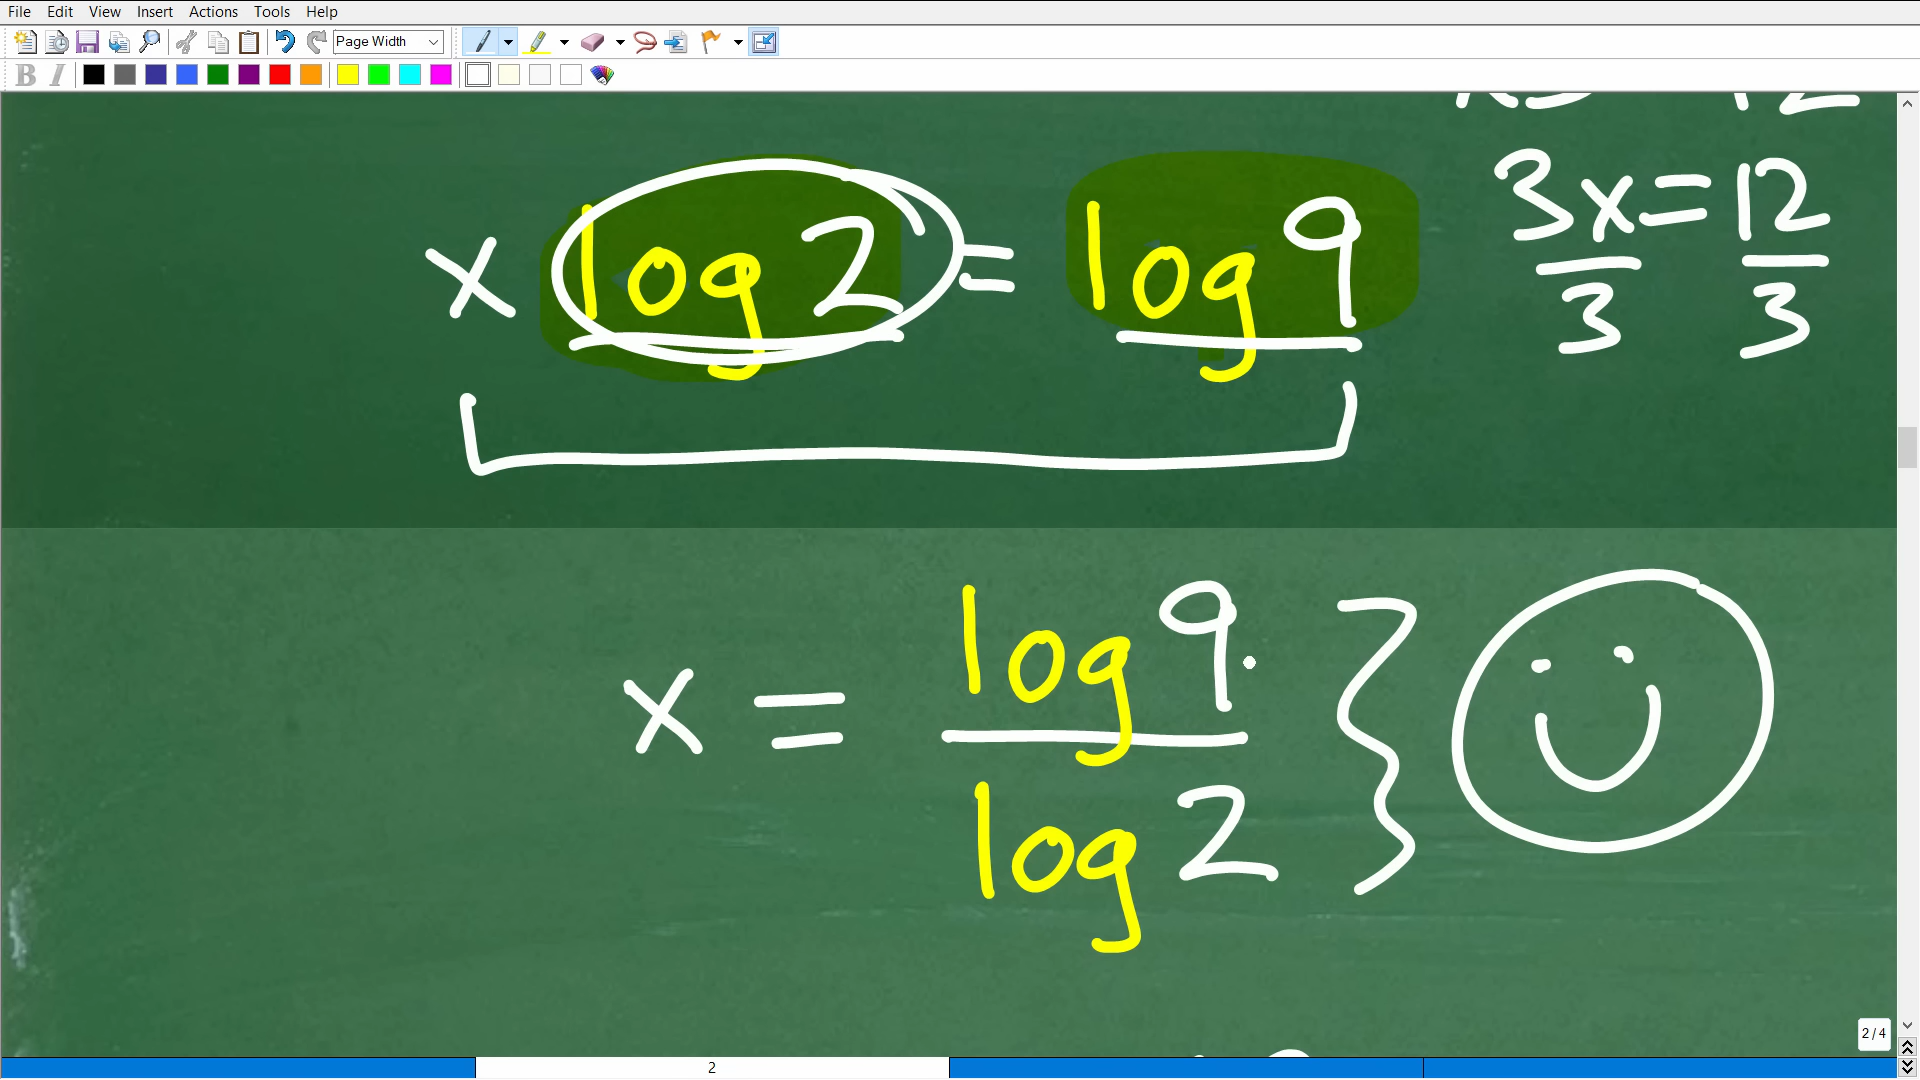 File Edit View Insert Actions Tools Help
Page Width
B I
x log 2 = log 9
3x = 12
3 3
x = log 9
log 2
2 / 4
2